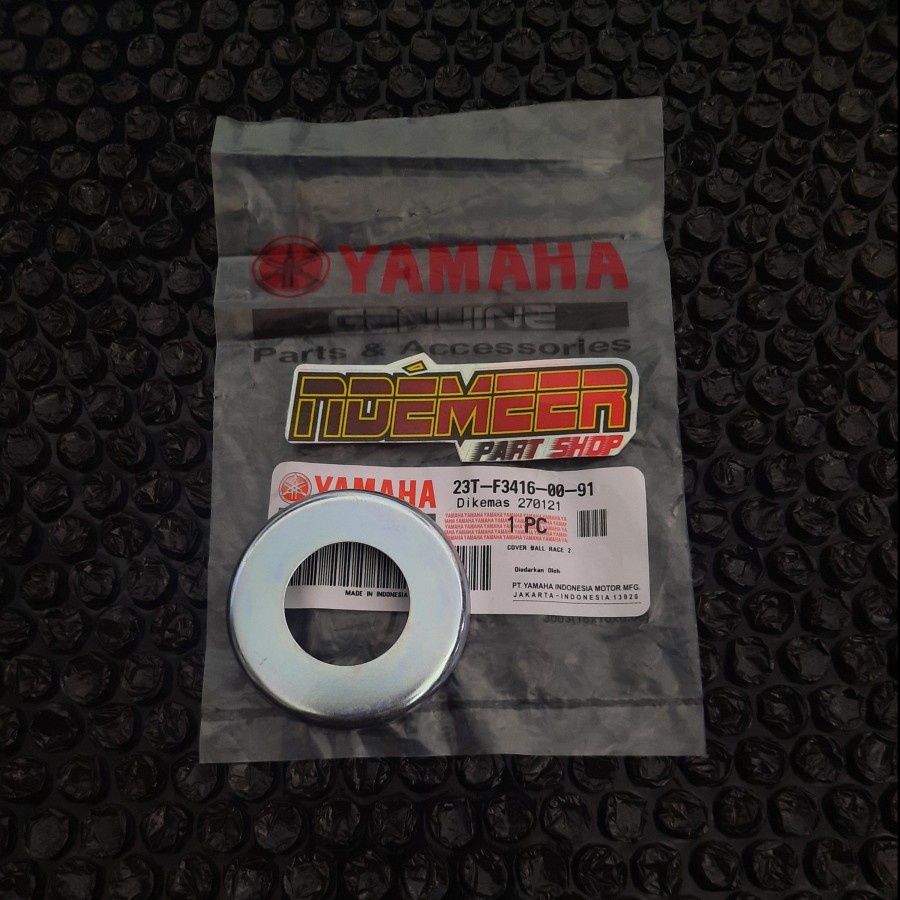 YAMAHA
GENUINE
Parts & Accessories
NDÈMEER
PART SHOP
YAMAHA
23T-F3416-00-91
Dikemas 270121
1 PC
COVER BALL RACE 2
Diedarkan Oleh
MADE IN INDONESIA
PT. YAMAHA INDONESIA MOTOR MFG.
JAKARTA-INDONESIA 13920